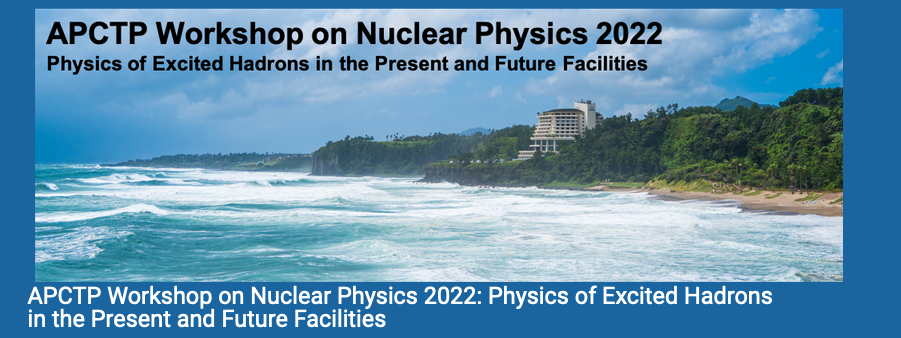 APCTP Workshop on Nuclear Physics 2022
Physics of Excited Hadrons in the Present and Future Facilities
APCTP Workshop on Nuclear Physics 2022: Physics of Excited Hadrons
in the Present and Future Facilities